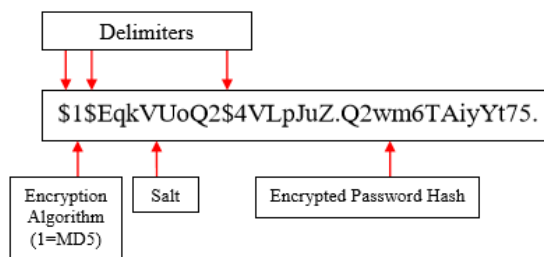 Delimiters
$1$EqkVUoQ2$4VLpJuZ.Q2wm6TAiyYt75.
Encryption
Algorithm
(1=MD5)
Salt
Encrypted Password Hash